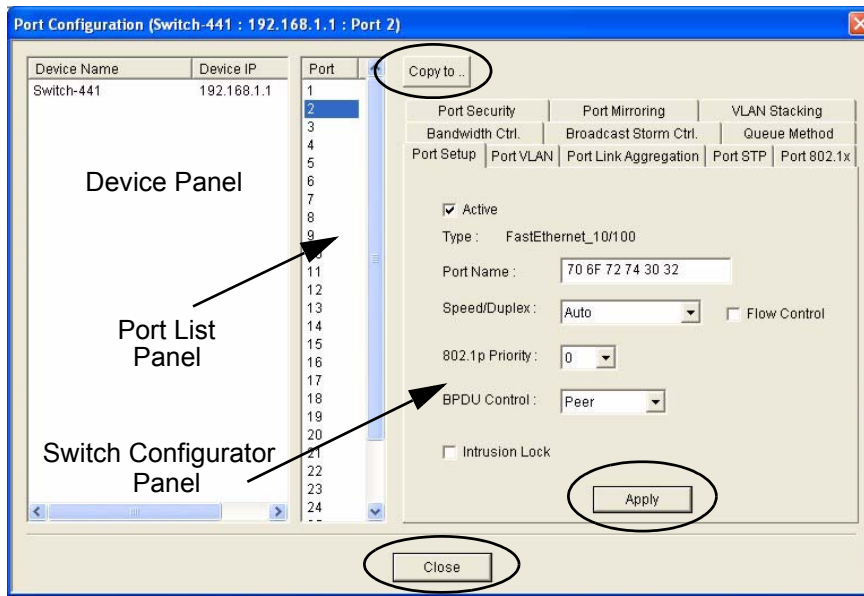 Port Configuration (Switch-441 : 192.168.1.1 : Port 2)
Device Name Device IP
Switch-441 192.168.1.1
Device Panel
Port List
Panel
Switch Configurator
Panel
Port
1
2
3
4
5
6
7
8
9
10
11
12
13
14
15
16
17
18
19
20
21
22
23
24
Copy to ..
Port Security Port Mirroring VLAN Stacking
Bandwidth Ctrl. Broadcast Storm Ctrl. Queue Method
Port Setup Port VLAN Port Link Aggregation Port STP Port 802.1x
Active
Type : FastEthernet_10/100
Port Name : 70 6F 72 74 30 32
Speed/Duplex : Auto Flow Control
802.1p Priority : 0
BPDU Control : Peer
Intrusion Lock
Apply
Close